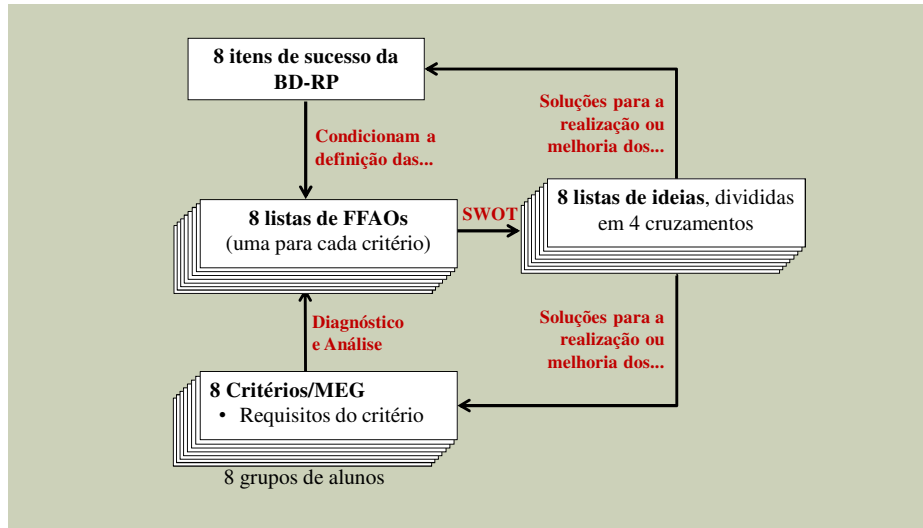 8 itens de sucesso da
BD-RP
Soluções para a
realização ou
melhoria dos...
Condicionam a
definição das...
8 listas de FFAOs
(uma para cada critério)
SWOT
8 listas de ideias, divididas
em 4 cruzamentos
Diagnóstico
e Análise
Soluções para a
realização ou
melhoria dos...
8 Critérios/MEG
• Requisitos do critério
8 grupos de alunos